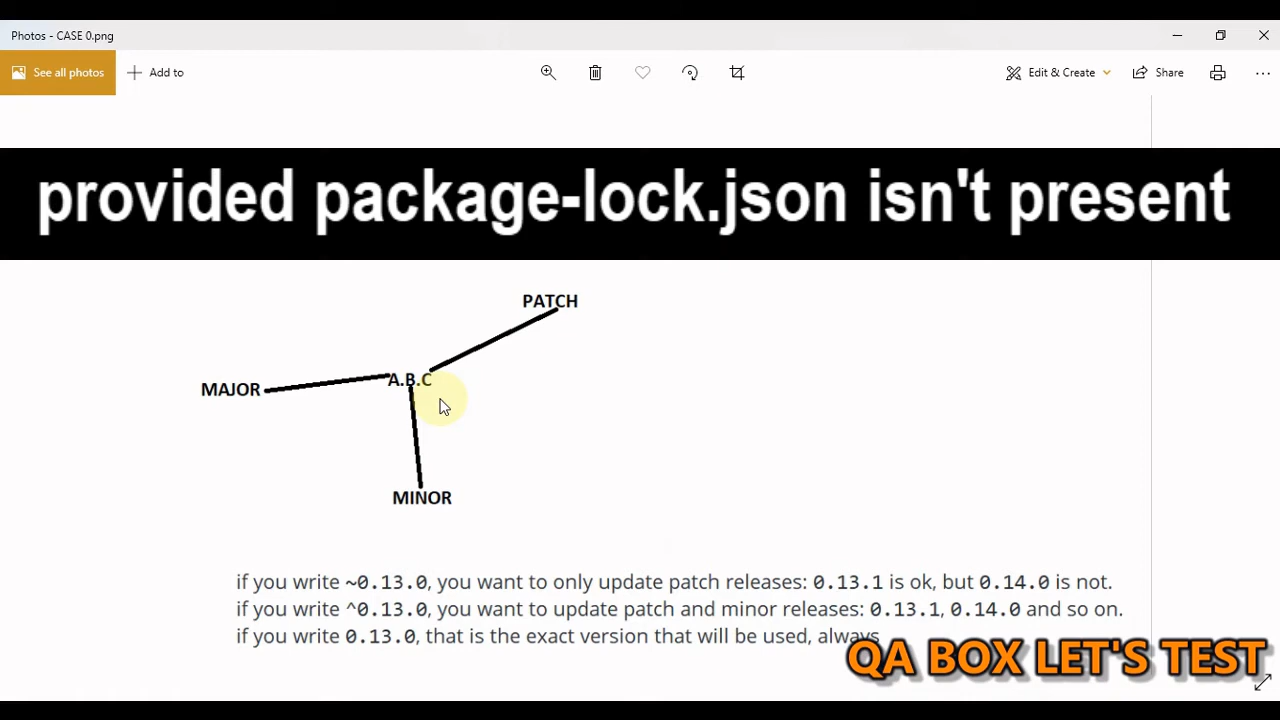 Photos - CASE 0.png
See all photos
Add to
Edit & Create
Share
provided package-lock.json isn't present
PATCH
A.B.C
MAJOR
MINOR
if you write ~0.13.0, you want to only update patch releases: 0.13.1 is ok, but 0.14.0 is not.
if you write ^0.13.0, you want to update patch and minor releases: 0.13.1, 0.14.0 and so on.
if you write 0.13.0, that is the exact version that will be used, always
QA BOX LET'S TEST